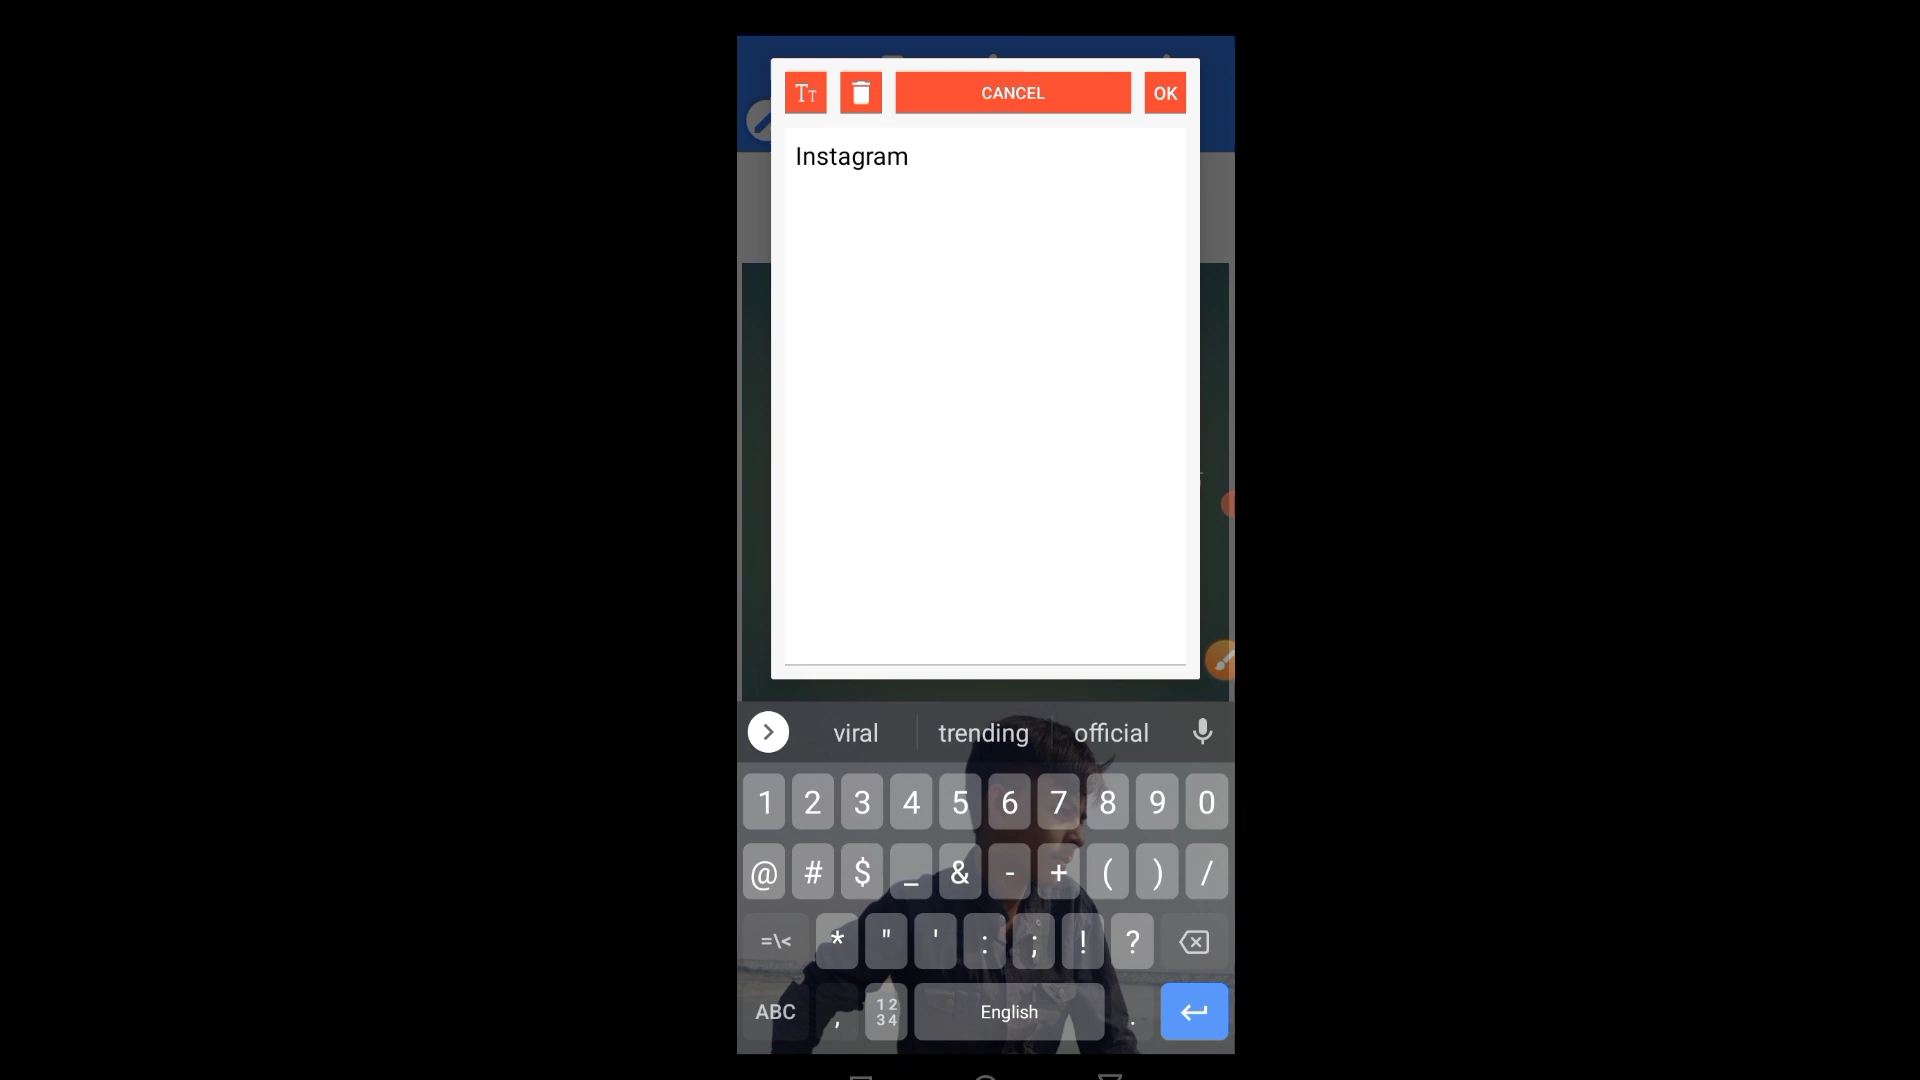 TT CANCEL OK
Instagram
viral trending official
1 2 3 4 5 6 7 8 9 0
@ # $ _ & - + ( ) /
=\< * " ' : ; ! ?
ABC , 12 34 English .